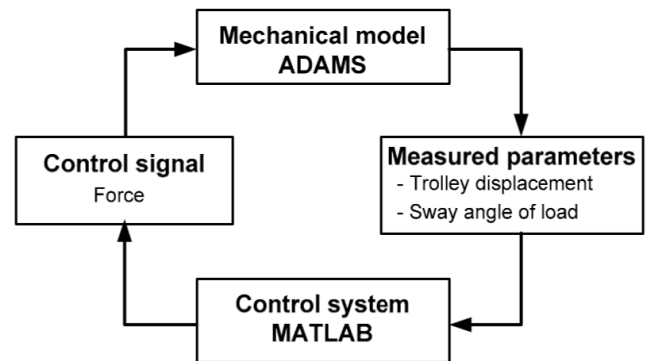 Mechanical model
ADAMS
Control signal
Force
Measured parameters
- Trolley displacement
- Sway angle of load
Control system
MATLAB